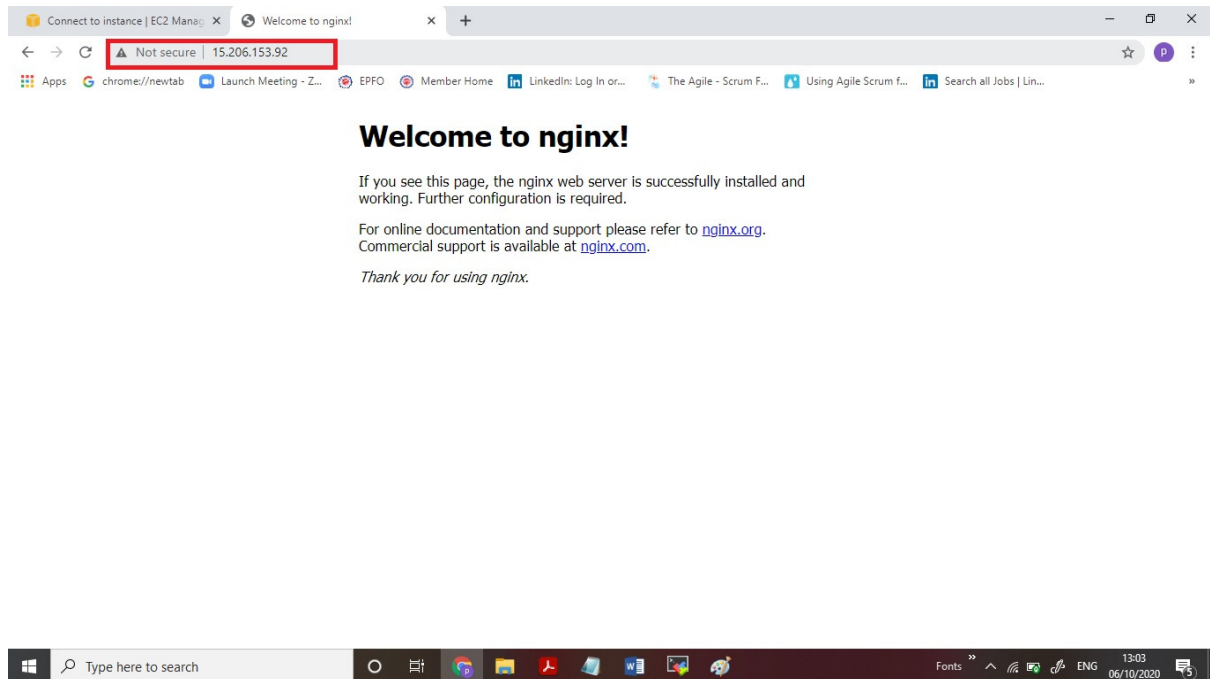 Connect to instance | EC2 Manag
Welcome to nginx!
Not secure | 15.206.153.92
P
Apps
chrome://newtab
Launch Meeting - Z...
EPFO
Member Home
LinkedIn: Log In or...
The Agile - Scrum F...
Using Agile Scrum f...
Search all Jobs | Lin...
»
Welcome to nginx!
If you see this page, the nginx web server is successfully installed and
working. Further configuration is required.
For online documentation and support please refer to nginx.org.
Commercial support is available at nginx.com.
Thank you for using nginx.
Type here to search
Fonts
»
ENG
13:03
06/10/2020
5